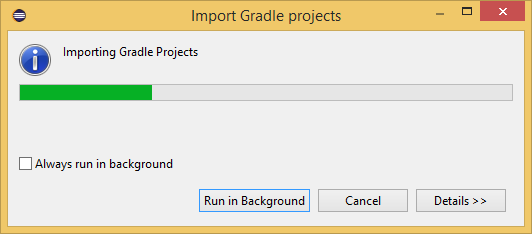 Import Gradle projects
Importing Gradle Projects
Always run in background
Run in Background
Cancel
Details >>